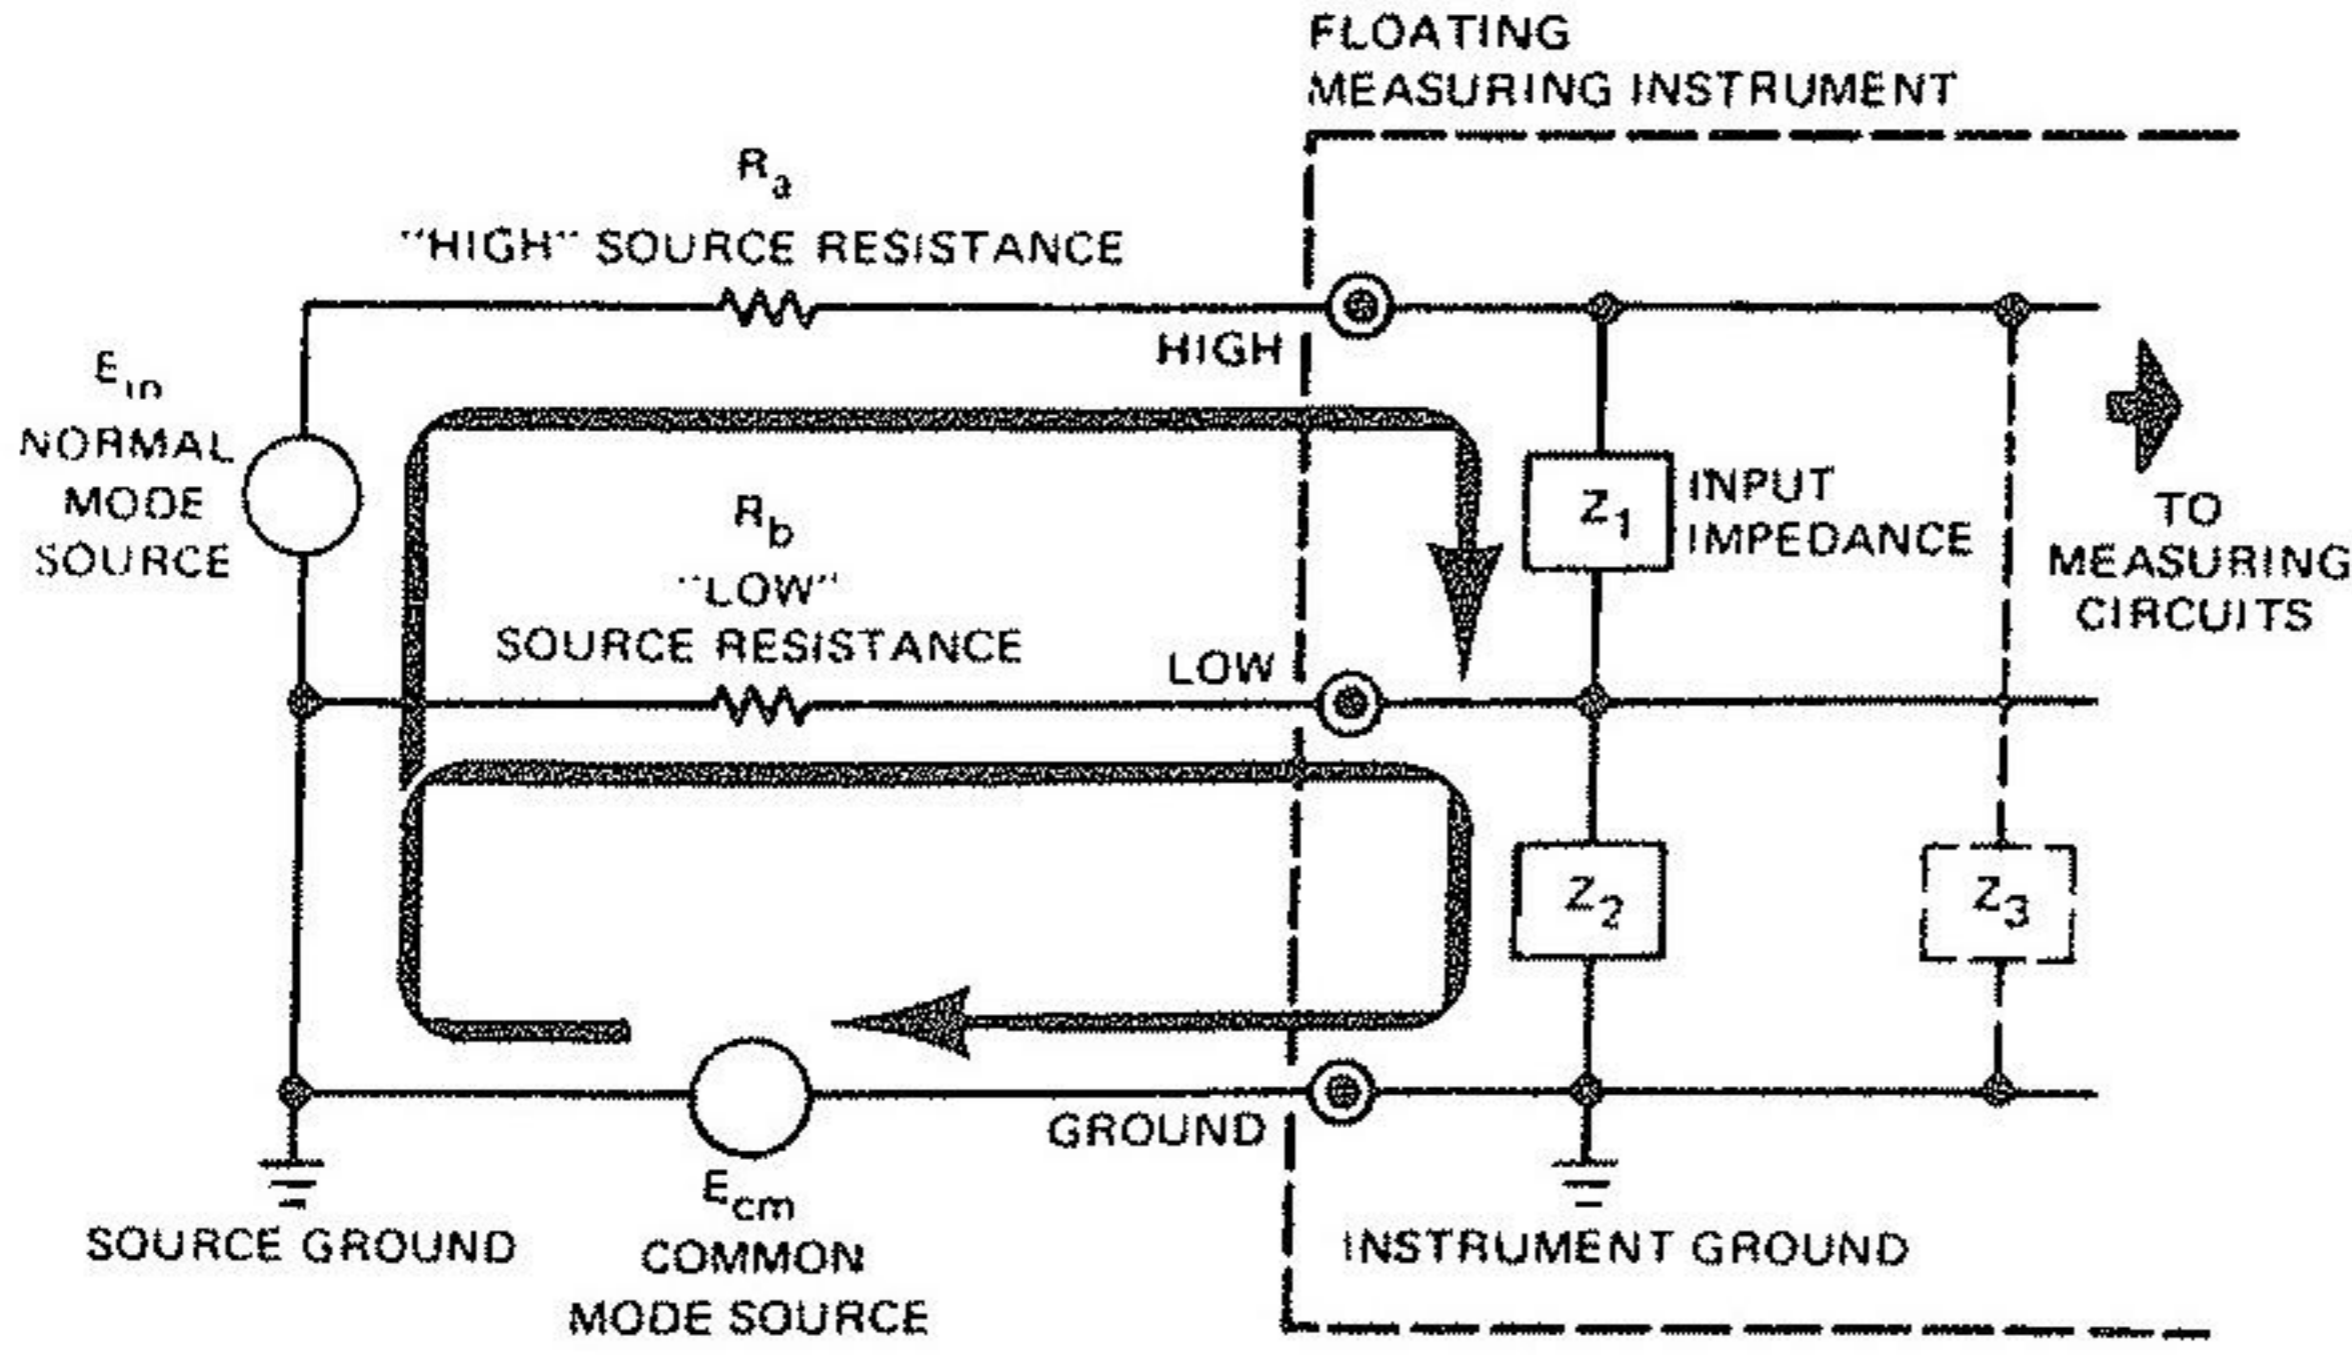 FLOATING
MEASURING INSTRUMENT
Ra
"HIGH" SOURCE RESISTANCE
HIGH
Ein
NORMAL
MODE
SOURCE
Rb
"LOW"
SOURCE RESISTANCE
LOW
Z1
INPUT
IMPEDANCE
TO
MEASURING
CIRCUITS
Z2
Z3
GROUND
SOURCE GROUND
Ecm
COMMON
MODE SOURCE
INSTRUMENT GROUND